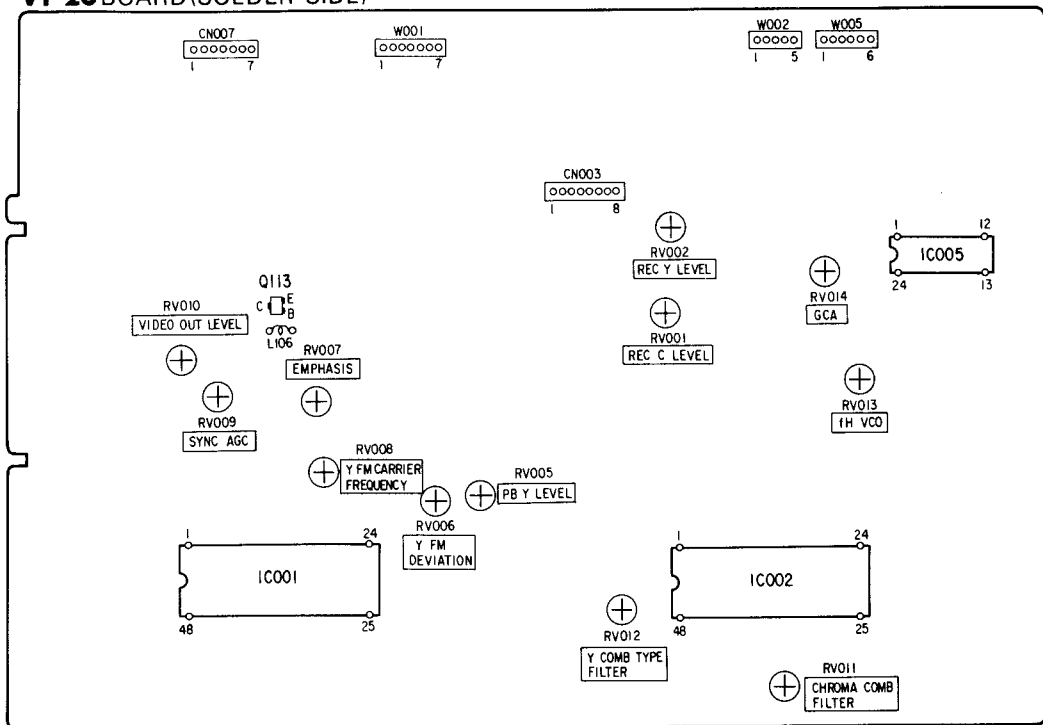 BOARD(SOLDER SIDE)
CN007
1 7
W001
1 7
W002
1 5
W005
1 6
CN003
1 8
RV002
REC Y LEVEL
RV001
REC C LEVEL
1 12
IC005
24 13
RV014
GCA
RV013
fH VCO
Q113
C E
B
L106
RV010
VIDEO OUT LEVEL
RV007
EMPHASIS
RV009
SYNC AGC
RV008
Y FM CARRIER
FREQUENCY
RV005
PB Y LEVEL
RV006
Y FM
DEVIATION
1 24
IC001
48 25
1 24
IC002
48 25
RV012
Y COMB TYPE
FILTER
RV011
CHROMA COMB
FILTER